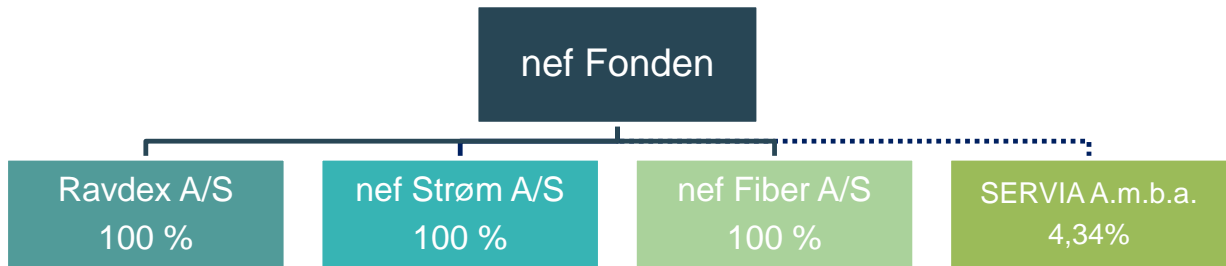 nef Fonden
Ravdex A/S
100 %
nef Strøm A/S
100 %
nef Fiber A/S
100 %
SERVIA A.m.b.a.
4,34%